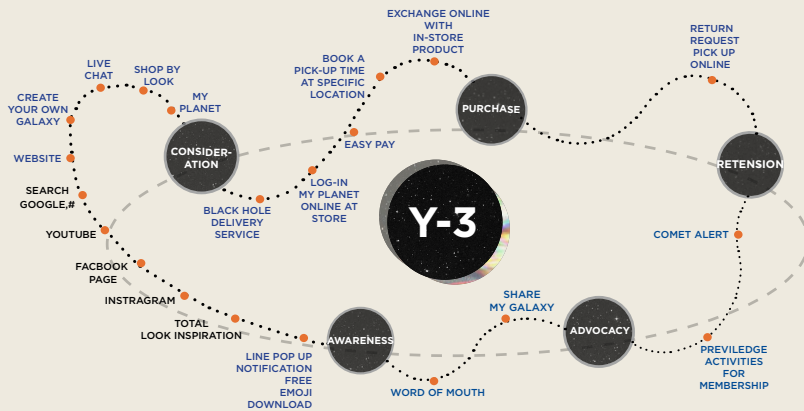 EXCHANGE ONLINE
WITH
IN-STORE
PRODUCT
RETURN
REQUEST
PICK UP
ONLINE
BOOK A
PICK-UP TIME
AT SPECIFIC
LOCATION
LIVE
CHAT
SHOP BY
LOOK
MY
PLANET
CREATE
YOUR OWN
GALAXY
PURCHASE
EASY PAY
WEBSITE
CONSIDER-
ATION
RETENSION
SEARCH
GOOGLE,#
LOG-IN
MY PLANET
ONLINE AT
STORE
BLACK HOLE
DELIVERY
SERVICE
Y-3
YOUTUBE
COMET ALERT
FACBOOK
PAGE
INSTRAGRAM
SHARE
MY GALAXY
TOTAL
LOOK INSPIRATION
AWARENESS
ADVOCACY
LINE POP UP
NOTIFICATION
FREE
EMOJI
DOWNLOAD
WORD OF MOUTH
PREVILEDGE
ACTIVITIES
FOR
MEMBERSHIP